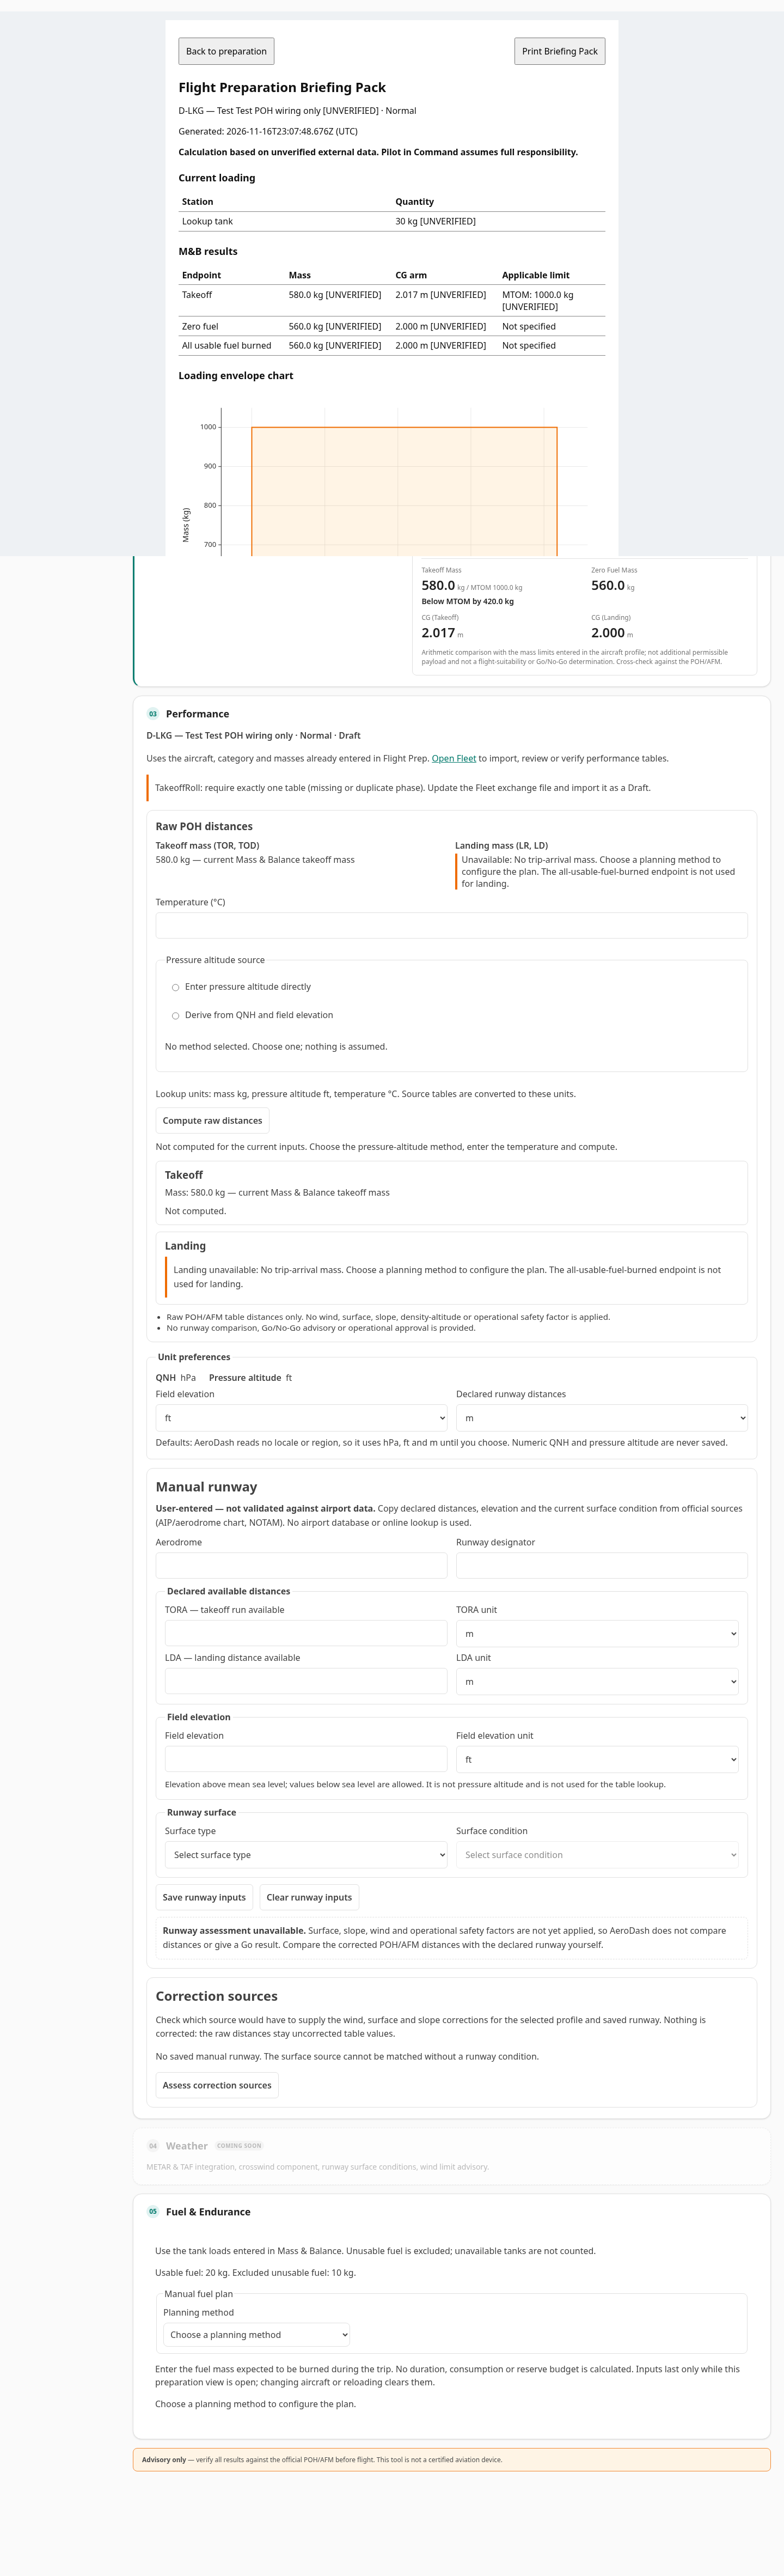 Back to preparation
Print Briefing Pack
Flight Preparation Briefing Pack
D-LKG — Test Test POH wiring only [UNVERIFIED] · Normal
Generated: 2026-11-16T23:07:48.676Z (UTC)
Calculation based on unverified external data. Pilot in Command assumes full responsibility.
Current loading
Station Quantity
Lookup tank 30 kg [UNVERIFIED]
M&B results
Endpoint Mass CG arm Applicable limit
Takeoff 580.0 kg [UNVERIFIED] 2.017 m [UNVERIFIED] MTOM: 1000.0 kg
[UNVERIFIED]
Zero fuel 560.0 kg [UNVERIFIED] 2.000 m [UNVERIFIED] Not specified
All usable fuel burned 560.0 kg [UNVERIFIED] 2.000 m [UNVERIFIED] Not specified
Loading envelope chart
1000
900
800
700
Mass (kg)
Takeoff Mass Zero Fuel Mass
580.0 kg / MTOM 1000.0 kg 560.0 kg
Below MTOM by 420.0 kg
CG (Takeoff) CG (Landing)
2.017 m 2.000 m
Arithmetic comparison with the mass limits entered in the aircraft profile; not additional permissible
payload and not a flight-suitability or Go/No-Go determination. Cross-check against the POH/AFM.
03 Performance
D-LKG — Test Test POH wiring only · Normal · Draft
Uses the aircraft, category and masses already entered in Flight Prep. Open Fleet to import, review or verify performance tables.
TakeoffRoll: require exactly one table (missing or duplicate phase). Update the Fleet exchange file and import it as a Draft.
Raw POH distances
Takeoff mass (TOR, TOD)
580.0 kg — current Mass & Balance takeoff mass
Landing mass (LR, LD)
Unavailable: No trip-arrival mass. Choose a planning method to
configure the plan. The all-usable-fuel-burned endpoint is not used
for landing.
Temperature (°C)
Pressure altitude source
Enter pressure altitude directly
Derive from QNH and field elevation
No method selected. Choose one; nothing is assumed.
Lookup units: mass kg, pressure altitude ft, temperature °C. Source tables are converted to these units.
Compute raw distances
Not computed for the current inputs. Choose the pressure-altitude method, enter the temperature and compute.
Takeoff
Mass: 580.0 kg — current Mass & Balance takeoff mass
Not computed.
Landing
Landing unavailable: No trip-arrival mass. Choose a planning method to configure the plan. The all-usable-fuel-burned endpoint is not
used for landing.
• Raw POH/AFM table distances only. No wind, surface, slope, density-altitude or operational safety factor is applied.
• No runway comparison, Go/No-Go advisory or operational approval is provided.
Unit preferences
QNH hPa Pressure altitude ft
Field elevation Declared runway distances
ft m
Defaults: AeroDash reads no locale or region, so it uses hPa, ft and m until you choose. Numeric QNH and pressure altitude are never saved.
Manual runway
User-entered — not validated against airport data. Copy declared distances, elevation and the current surface condition from official sources
(AIP/aerodrome chart, NOTAM). No airport database or online lookup is used.
Aerodrome Runway designator
Declared available distances
TORA — takeoff run available TORA unit
m
LDA — landing distance available LDA unit
m
Field elevation
Field elevation Field elevation unit
ft
Elevation above mean sea level; values below sea level are allowed. It is not pressure altitude and is not used for the table lookup.
Runway surface
Surface type Surface condition
Select surface type Select surface condition
Save runway inputs Clear runway inputs
Runway assessment unavailable. Surface, slope, wind and operational safety factors are not yet applied, so AeroDash does not compare
distances or give a Go result. Compare the corrected POH/AFM distances with the declared runway yourself.
Correction sources
Check which source would have to supply the wind, surface and slope corrections for the selected profile and saved runway. Nothing is
corrected: the raw distances stay uncorrected table values.
No saved manual runway. The surface source cannot be matched without a runway condition.
Assess correction sources
04 Weather COMING SOON
METAR & TAF integration, crosswind component, runway surface conditions, wind limit advisory.
05 Fuel & Endurance
Use the tank loads entered in Mass & Balance. Unusable fuel is excluded; unavailable tanks are not counted.
Usable fuel: 20 kg. Excluded unusable fuel: 10 kg.
Manual fuel plan
Planning method
Choose a planning method
Enter the fuel mass expected to be burned during the trip. No duration, consumption or reserve budget is calculated. Inputs last only while this
preparation view is open; changing aircraft or reloading clears them.
Choose a planning method to configure the plan.
Advisory only — verify all results against the official POH/AFM before flight. This tool is not a certified aviation device.